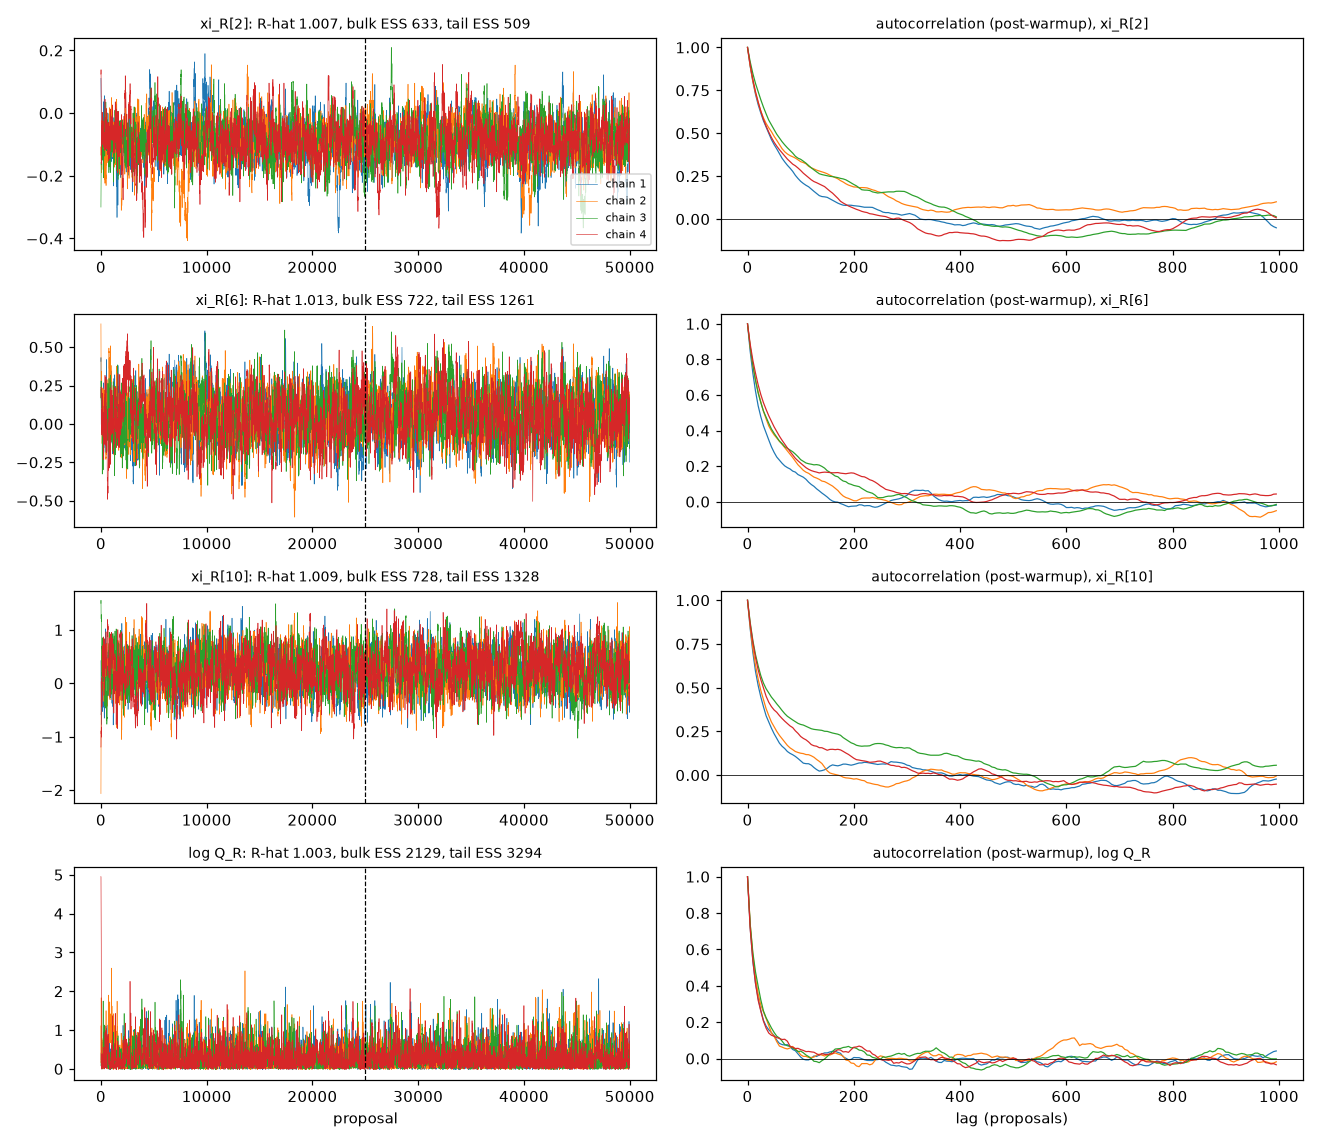 xi_R[2]: R-hat 1.007, bulk ESS 633, tail ESS 509
0.2
0.0
−0.2
−0.4
chain 1
chain 2
chain 3
chain 4
0 10000 20000 30000 40000 50000
autocorrelation (post-warmup), xi_R[2]
1.00
0.75
0.50
0.25
0.00
0 200 400 600 800 1000
xi_R[6]: R-hat 1.013, bulk ESS 722, tail ESS 1261
0.50
0.25
0.00
−0.25
−0.50
0 10000 20000 30000 40000 50000
autocorrelation (post-warmup), xi_R[6]
1.0
0.8
0.6
0.4
0.2
0.0
0 200 400 600 800 1000
xi_R[10]: R-hat 1.009, bulk ESS 728, tail ESS 1328
1
0
−1
−2
0 10000 20000 30000 40000 50000
autocorrelation (post-warmup), xi_R[10]
1.00
0.75
0.50
0.25
0.00
0 200 400 600 800 1000
log Q_R: R-hat 1.003, bulk ESS 2129, tail ESS 3294
5
4
3
2
1
0
0 10000 20000 30000 40000 50000
proposal
autocorrelation (post-warmup), log Q_R
1.0
0.8
0.6
0.4
0.2
0.0
0 200 400 600 800 1000
lag (proposals)